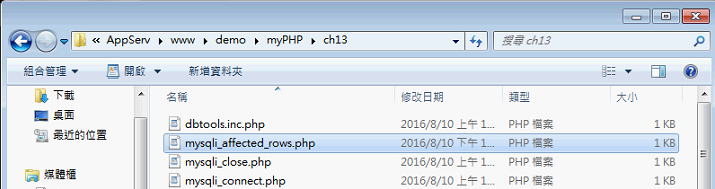 AppServ ▸ www ▸ demo ▸ myPHP ▸ ch13
搜尋 ch13
組合管理 開啟 新增資料夾
名稱 修改日期 類型 大小
下載
桌面
最近的位置
媒體櫃
dbtools.inc.php 2016/8/10 上午 1... PHP 檔案 1 KB
mysqli_affected_rows.php 2016/8/10 下午 1... PHP 檔案 1 KB
mysqli_close.php 2016/8/10 上午 1... PHP 檔案 1 KB
mysqli_connect.php 2016/8/10 上午 1... PHP 檔案 1 KB